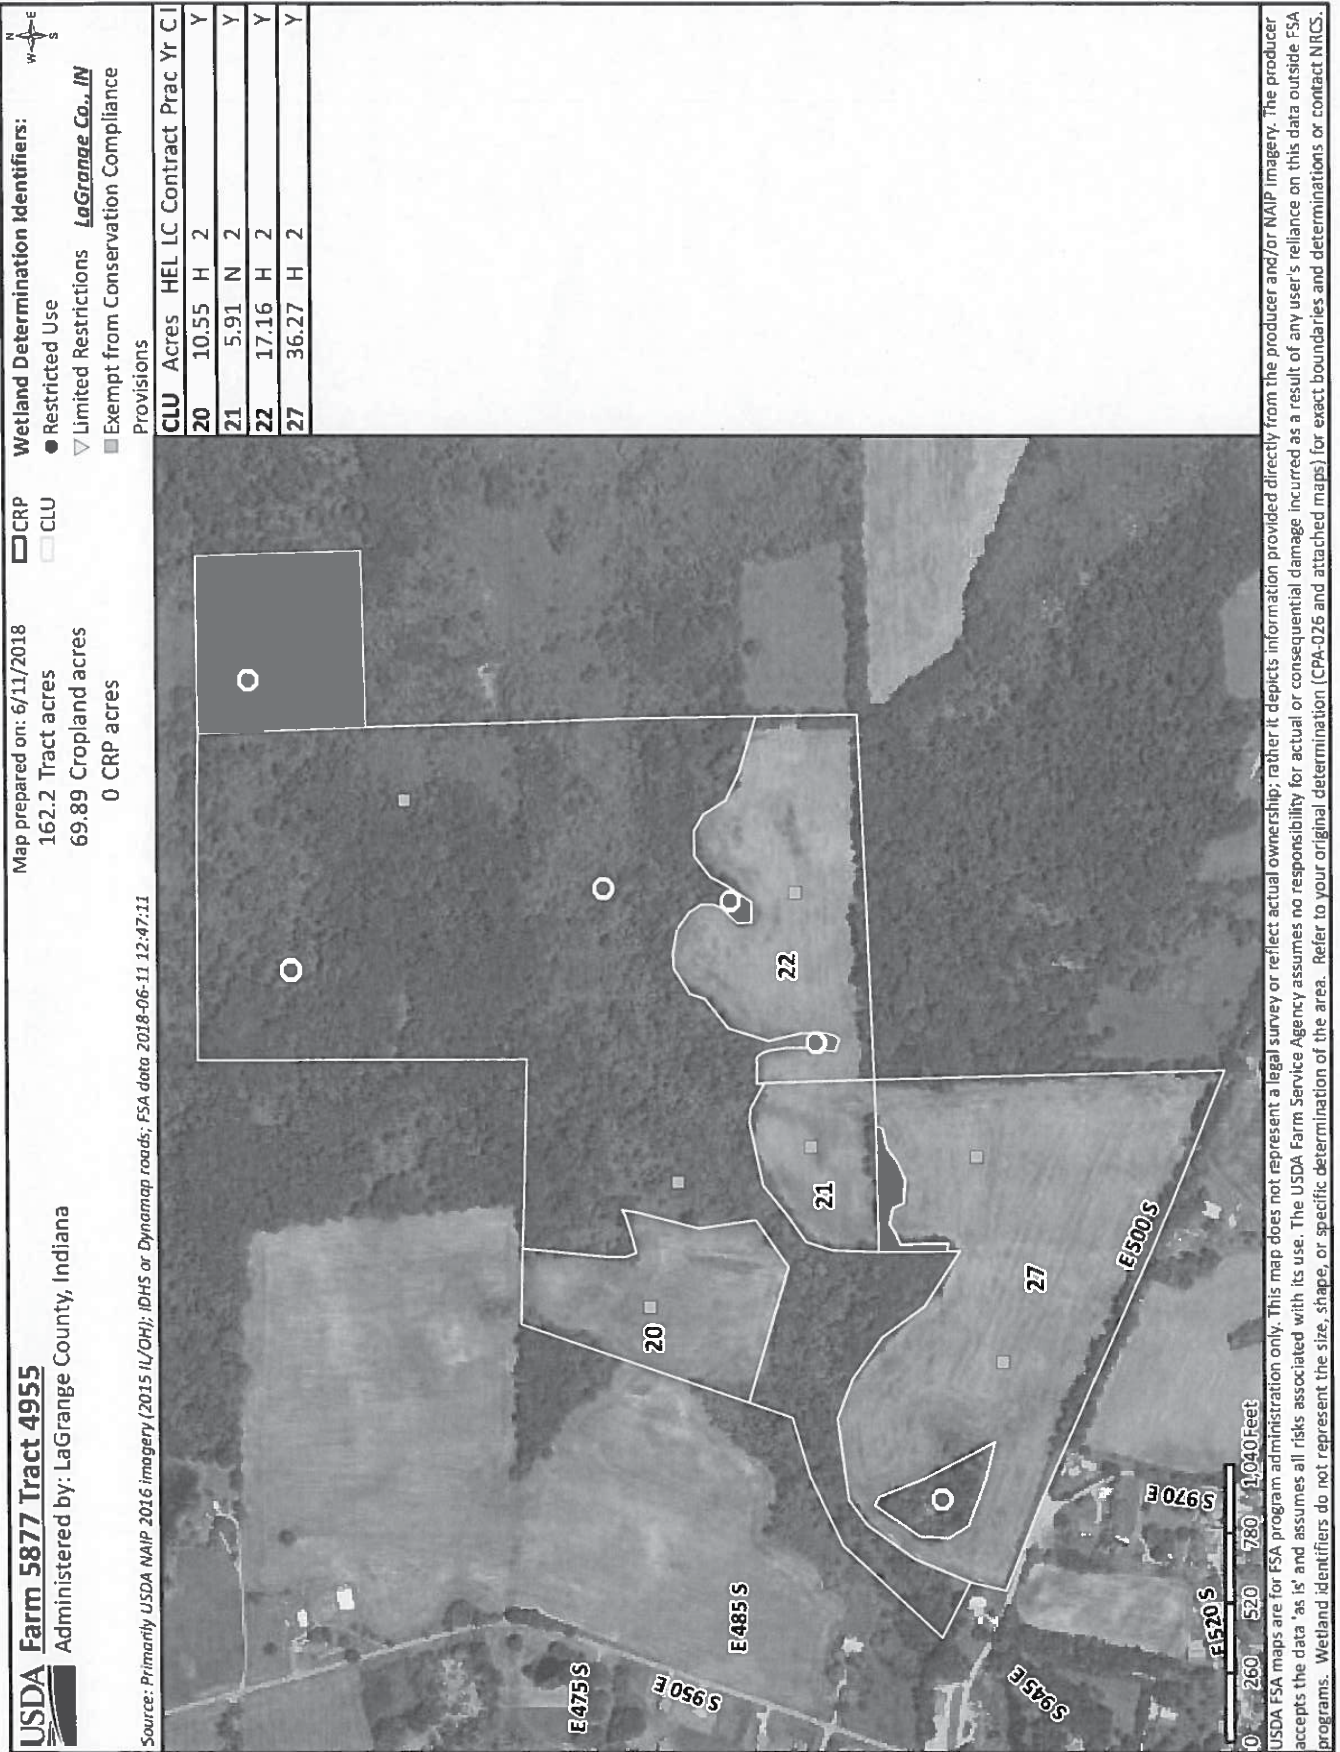 USDA Farm 5877 Tract 4955
Administered by: LaGrange County, Indiana
Map prepared on: 6/11/2018
162.2 Tract acres
69.89 Cropland acres
0 CRP acres
CRP
CLU
Wetland Determination Identifiers:
Restricted Use
Limited Restrictions LaGrange Co., IN
Exempt from Conservation Compliance
Provisions
N
W E
S
Source: Primarily USDA NAIP 2016 imagery (2015 IL/OH); IDHS or Dynamap roads; FSA data 2018-06-11 12:47:11
CLU Acres HEL LC Contract Prac Yr C I
20 10.55 H 2 Y
21 5.91 N 2 Y
22 17.16 H 2 Y
27 36.27 H 2 Y
20
21
22
27
E 475 S
S 950 E
E 485 S
S 945 E
E 520 S
S 970 E
E 500 S
0 260 520 780 1,040 Feet
USDA FSA maps are for FSA program administration only. This map does not represent a legal survey or reflect actual ownership; rather it depicts information provided directly from the producer and/or NAIP imagery. The producer
accepts the data 'as is' and assumes all risks associated with its use. The USDA Farm Service Agency assumes no responsibility for actual or consequential damage incurred as a result of any user's reliance on this data outside FSA
programs. Wetland identifiers do not represent the size, shape, or specific determination of the area. Refer to your original determination (CPA-026 and attached maps) for exact boundaries and determinations or contact NRCS.